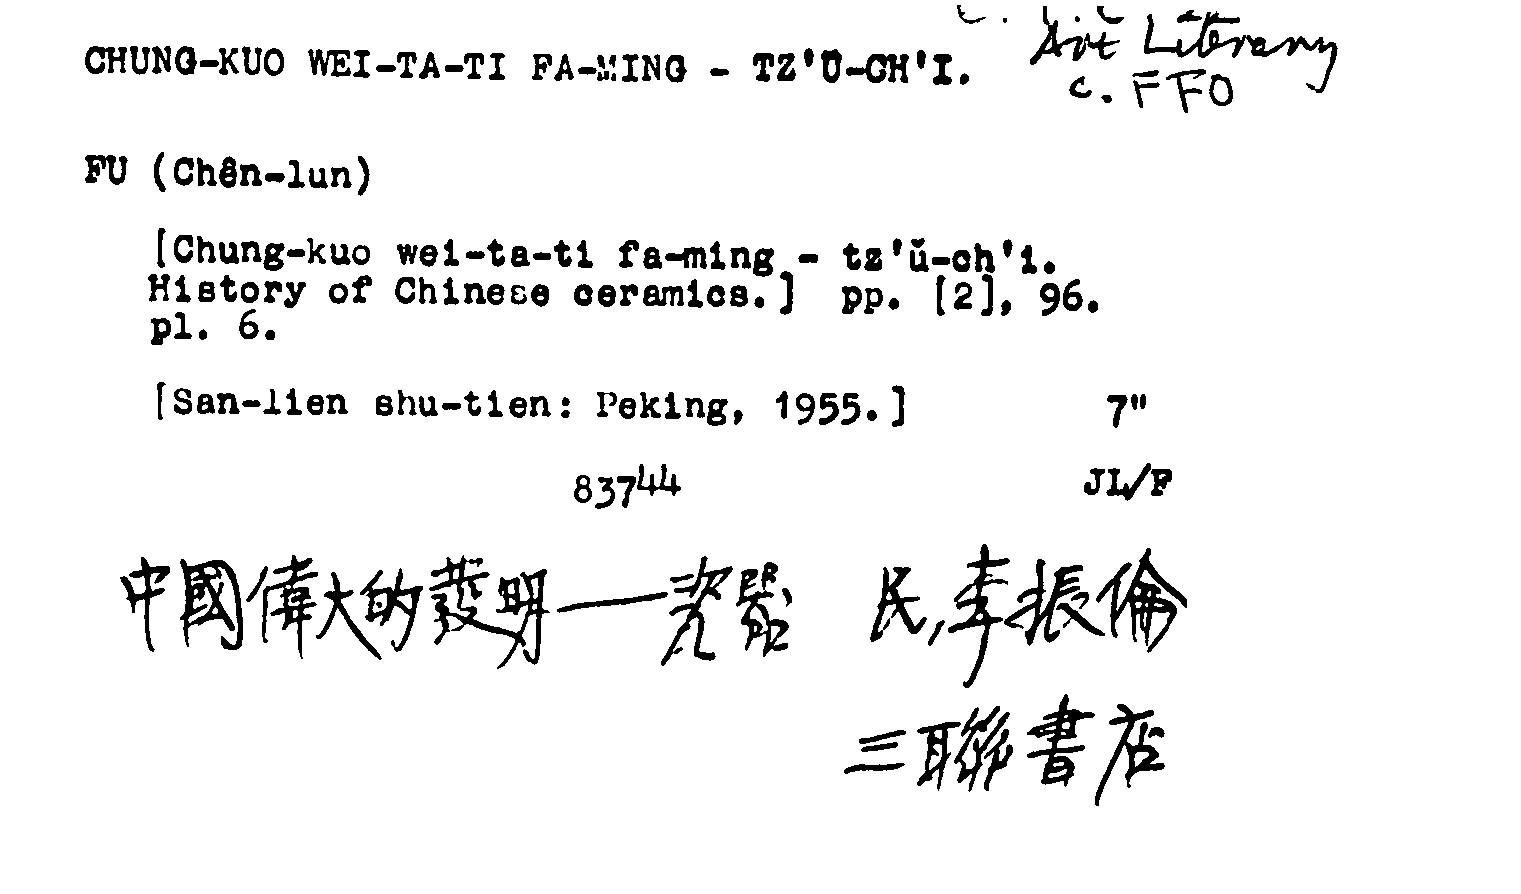 Art Literary
CHUNG-KUO WEI-TA-TI FA-MING - TZ'Ŭ-CH'I.
c. FFO
FU (Chên-lun)
[Chung-kuo wei-ta-ti fa-ming - tz'ŭ-ch'i.
History of Chinese ceramics.] pp. [2], 96.
pl. 6.
[San-lien shu-tien: Peking, 1955.] 7"
83744 JL/F
中國偉大的發明——瓷器 振倫
三聯書店